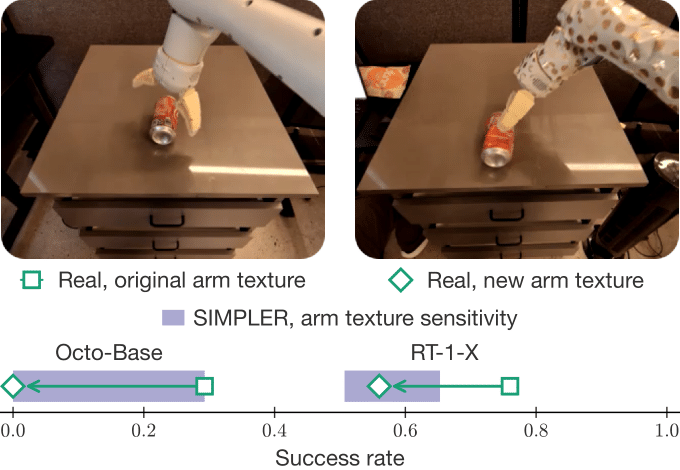 Real, original arm texture
Real, new arm texture
SIMPLER, arm texture sensitivity
Octo-Base
RT-1-X
0.0
0.2
0.4
0.6
0.8
1.0
Success rate